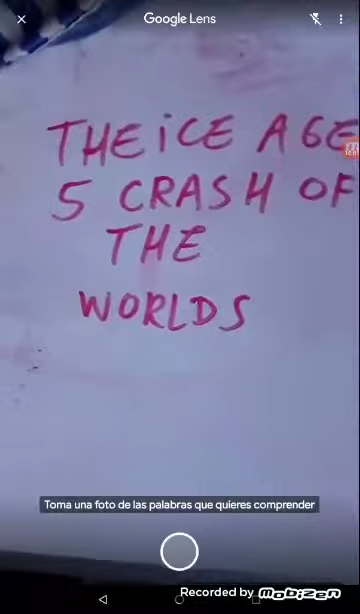 Google Lens
THE iCE AGE
5 CRASH OF
THE
WORLDS
Toma una foto de las palabras que quieres comprender
Recorded by mobizen